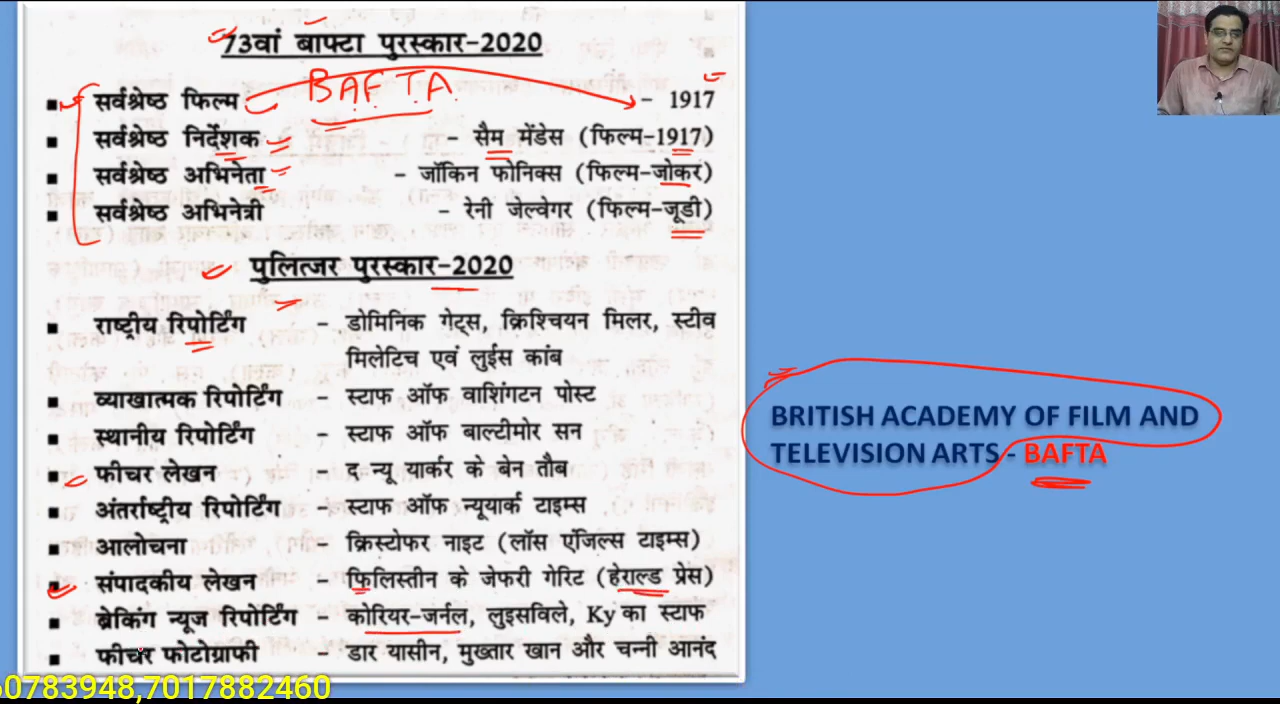 73वां बाफ्टा पुरस्कार-2020
BAFTA
▪ सर्वश्रेष्ठ फिल्म - 1917
▪ सर्वश्रेष्ठ निर्देशक - सैम मेंडेस (फिल्म-1917)
▪ सर्वश्रेष्ठ अभिनेता - जॉकिन फोनिक्स (फिल्म-जोकर)
▪ सर्वश्रेष्ठ अभिनेत्री - रेनी जेल्वेगर (फिल्म-जूडी)
पुलित्जर पुरस्कार-2020
▪ राष्ट्रीय रिपोर्टिंग - डोमिनिक गेट्स, क्रिश्चियन मिलर, स्टीव
मिलेटिच एवं लुईस कांब
▪ व्याखात्मक रिपोर्टिंग - स्टाफ ऑफ वाशिंगटन पोस्ट
▪ स्थानीय रिपोर्टिंग - स्टाफ ऑफ बाल्टीमोर सन
▪ फीचर लेखन - द न्यू यार्कर के बेन तौब
▪ अंतर्राष्ट्रीय रिपोर्टिंग - स्टाफ ऑफ न्यूयार्क टाइम्स
▪ आलोचना - क्रिस्टोफर नाइट (लॉस एंजिल्स टाइम्स)
▪ संपादकीय लेखन - फिलिस्तीन के जेफरी गेरिट (हेराल्ड प्रेस)
▪ ब्रेकिंग न्यूज रिपोर्टिंग - कोरियर-जर्नल, लुइसविले, Ky का स्टाफ
▪ फीचर फोटोग्राफी - डार यासीन, मुख्तार खान और चन्नी आनंद
BRITISH ACADEMY OF FILM AND
TELEVISION ARTS - BAFTA
60783948,7017882460